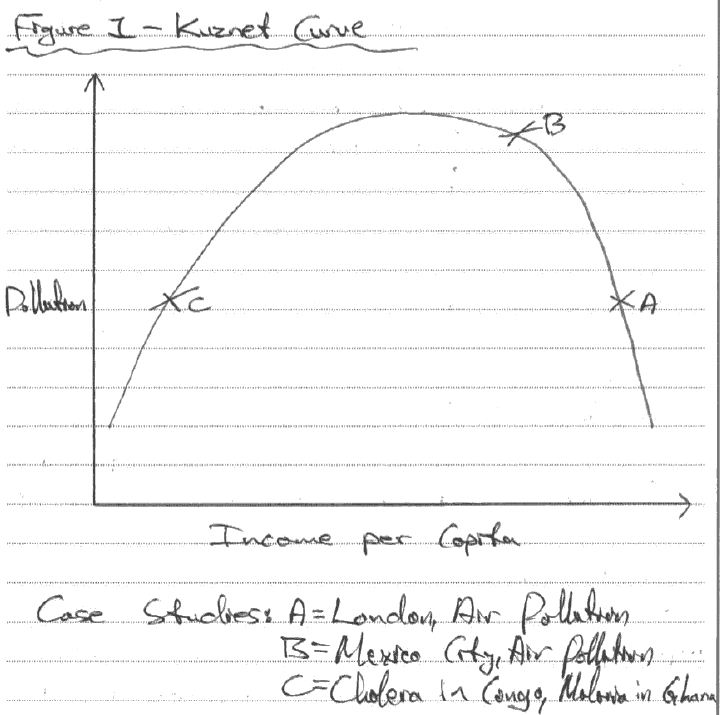 Figure 1 - Kuznet Curve
B
Pollution
C
A
Income per Capita
Case Studies: A=London, Air Pollution
B=Mexico City, Air Pollution
C=Cholera in Congo, Malaria in Ghana